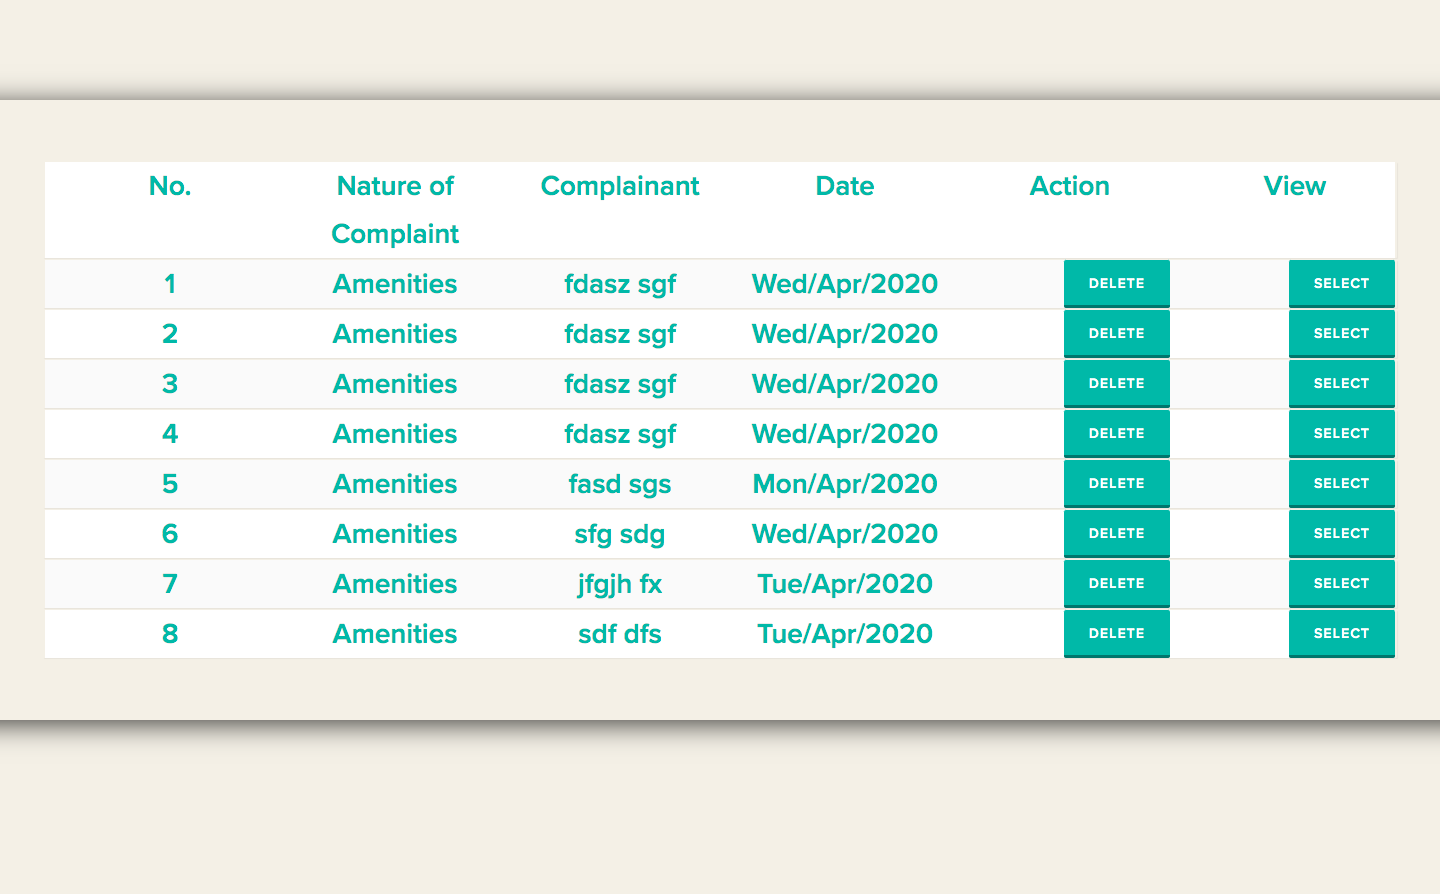 No. Nature of Complainant Date Action View
Complaint
1 Amenities fdasz sgf Wed/Apr/2020 DELETE SELECT
2 Amenities fdasz sgf Wed/Apr/2020 DELETE SELECT
3 Amenities fdasz sgf Wed/Apr/2020 DELETE SELECT
4 Amenities fdasz sgf Wed/Apr/2020 DELETE SELECT
5 Amenities fasd sgs Mon/Apr/2020 DELETE SELECT
6 Amenities sfg sdg Wed/Apr/2020 DELETE SELECT
7 Amenities jfgjh fx Tue/Apr/2020 DELETE SELECT
8 Amenities sdf dfs Tue/Apr/2020 DELETE SELECT